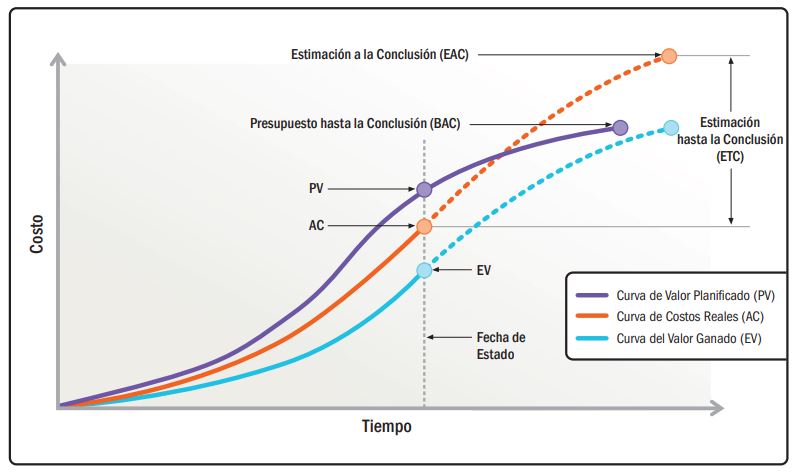 Estimación a la Conclusión (EAC)
Presupuesto hasta la Conclusión (BAC)
Estimación
hasta la Conclusión
(ETC)
PV
AC
EV
Costo
Curva de Valor Planificado (PV)
Curva de Costos Reales (AC)
Curva del Valor Ganado (EV)
Fecha de
Estado
Tiempo